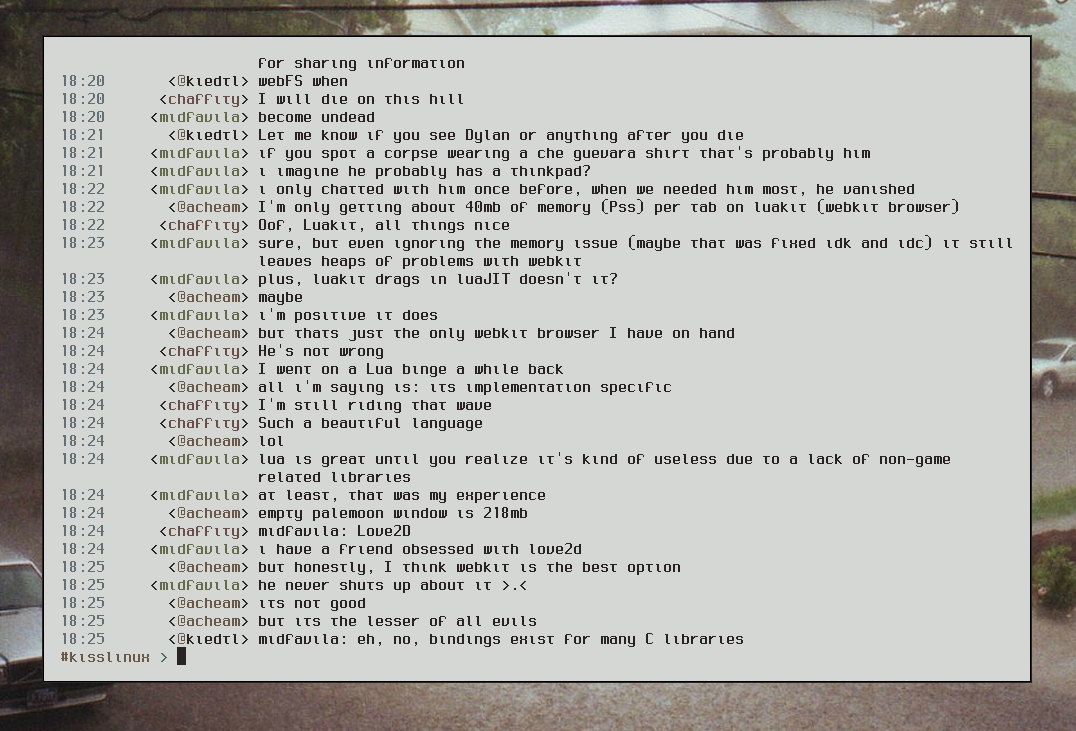 for sharing information
18:20 <@kiedtl> webFS when
18:20 <chaffity> I will die on this hill
18:20 <midfavila> become undead
18:21 <@kiedtl> Let me know if you see Dylan or anything after you die
18:21 <midfavila> if you spot a corpse wearing a che guevara shirt that's probably him
18:21 <midfavila> i imagine he probably has a thinkpad?
18:22 <midfavila> i only chatted with him once before, when we needed him most, he vanished
18:22 <@acheam> I'm only getting about 40mb of memory (Pss) per tab on luakit (webkit browser)
18:22 <chaffity> Oof, Luakit, all things nice
18:23 <midfavila> sure, but even ignoring the memory issue (maybe that was fixed idk and idc) it still
leaves heaps of problems with webkit
18:23 <midfavila> plus, luakit drags in luaJIT doesn't it?
18:23 <@acheam> maybe
18:23 <midfavila> i'm positive it does
18:24 <@acheam> but thats just the only webkit browser I have on hand
18:24 <chaffity> He's not wrong
18:24 <midfavila> I went on a Lua binge a while back
18:24 <@acheam> all i'm saying is: its implementation specific
18:24 <chaffity> I'm still riding that wave
18:24 <chaffity> Such a beautiful language
18:24 <@acheam> lol
18:24 <midfavila> lua is great until you realize it's kind of useless due to a lack of non-game
related libraries
18:24 <midfavila> at least, that was my experience
18:24 <@acheam> empty palemoon window is 218mb
18:24 <chaffity> midfavila: Love2D
18:24 <midfavila> i have a friend obsessed with love2d
18:25 <@acheam> but honestly, I think webkit is the best option
18:25 <midfavila> he never shuts up about it >.<
18:25 <@acheam> its not good
18:25 <@acheam> but its the lesser of all evils
18:25 <@kiedtl> midfavila: eh, no, bindings exist for many C libraries
#kisslinux >